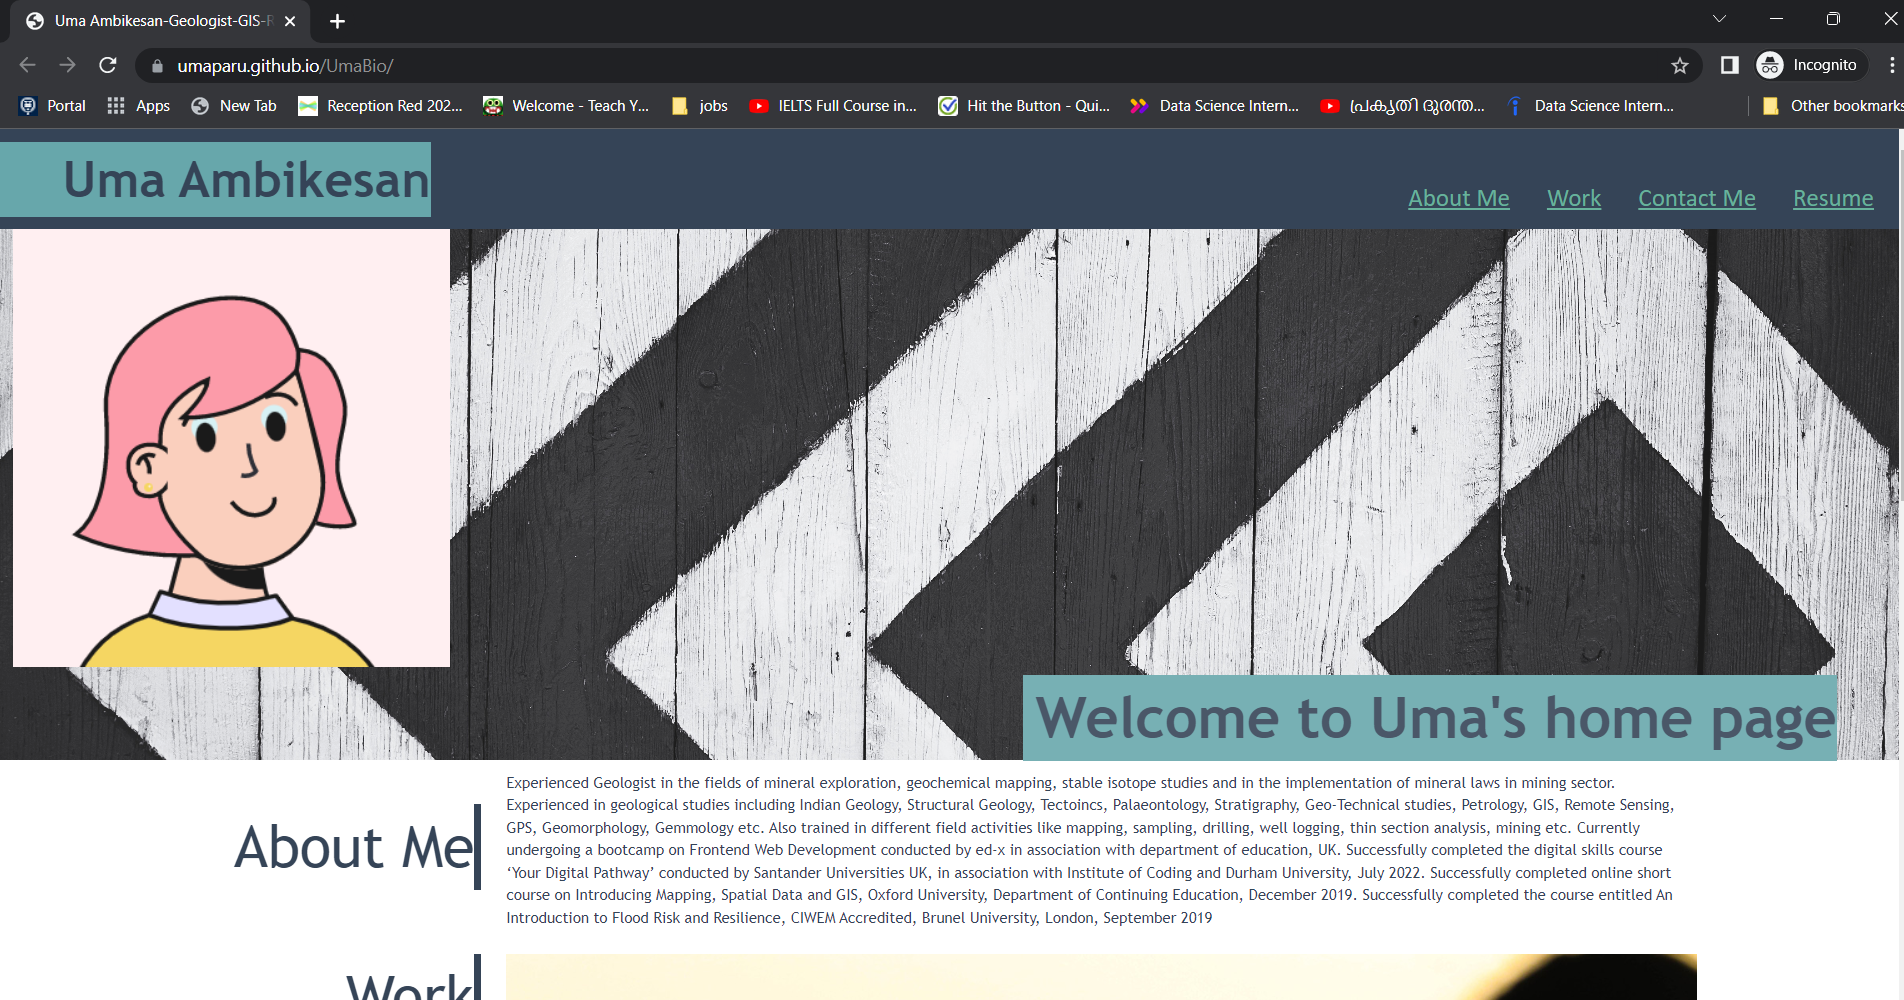 Uma Ambikesan-Geologist-GIS-R
umaparu.github.io/UmaBio/
Incognito
Portal
Apps
New Tab
Reception Red 202...
Welcome - Teach Y...
jobs
IELTS Full Course in...
Hit the Button - Qui...
Data Science Intern...
പ്രകൃതി ദുരന്ത...
Data Science Intern...
Other bookmarks
Uma Ambikesan
About Me
Work
Contact Me
Resume
Welcome to Uma's home page
About Me
Experienced Geologist in the fields of mineral exploration, geochemical mapping, stable isotope studies and in the implementation of mineral laws in mining sector.
Experienced in geological studies including Indian Geology, Structural Geology, Tectoincs, Palaeontology, Stratigraphy, Geo-Technical studies, Petrology, GIS, Remote Sensing,
GPS, Geomorphology, Gemmology etc. Also trained in different field activities like mapping, sampling, drilling, well logging, thin section analysis, mining etc. Currently
undergoing a bootcamp on Frontend Web Development conducted by ed-x in association with department of education, UK. Successfully completed the digital skills course
‘Your Digital Pathway’ conducted by Santander Universities UK, in association with Institute of Coding and Durham University, July 2022. Successfully completed online short
course on Introducing Mapping, Spatial Data and GIS, Oxford University, Department of Continuing Education, December 2019. Successfully completed the course entitled An
Introduction to Flood Risk and Resilience, CIWEM Accredited, Brunel University, London, September 2019
Work